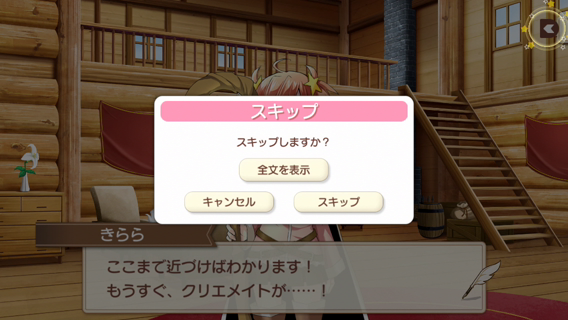 スキップ
スキップしますか？
全文を表示
キャンセル
スキップ
きらら
ここまで近づけばわかります！
もうすぐ、クリエメイトが……！